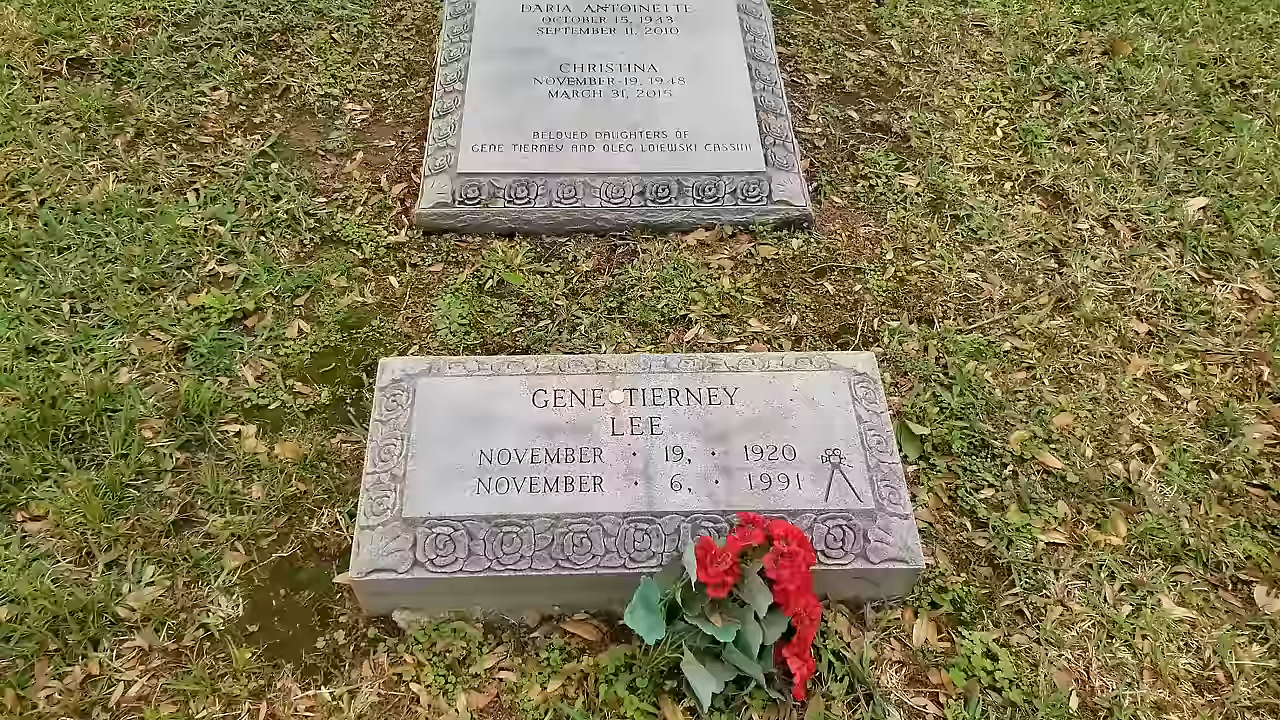 DARIA ANTOINETTE
OCTOBER 15, 1943
SEPTEMBER 11, 2010
CHRISTINA
NOVEMBER 19, 1948
MARCH 31, 2015
BELOVED DAUGHTERS OF
GENE TIERNEY AND OLEG LOIEWSKI CASSINI
GENE TIERNEY
LEE
NOVEMBER · 19, · 1920
NOVEMBER · 6, · 1991